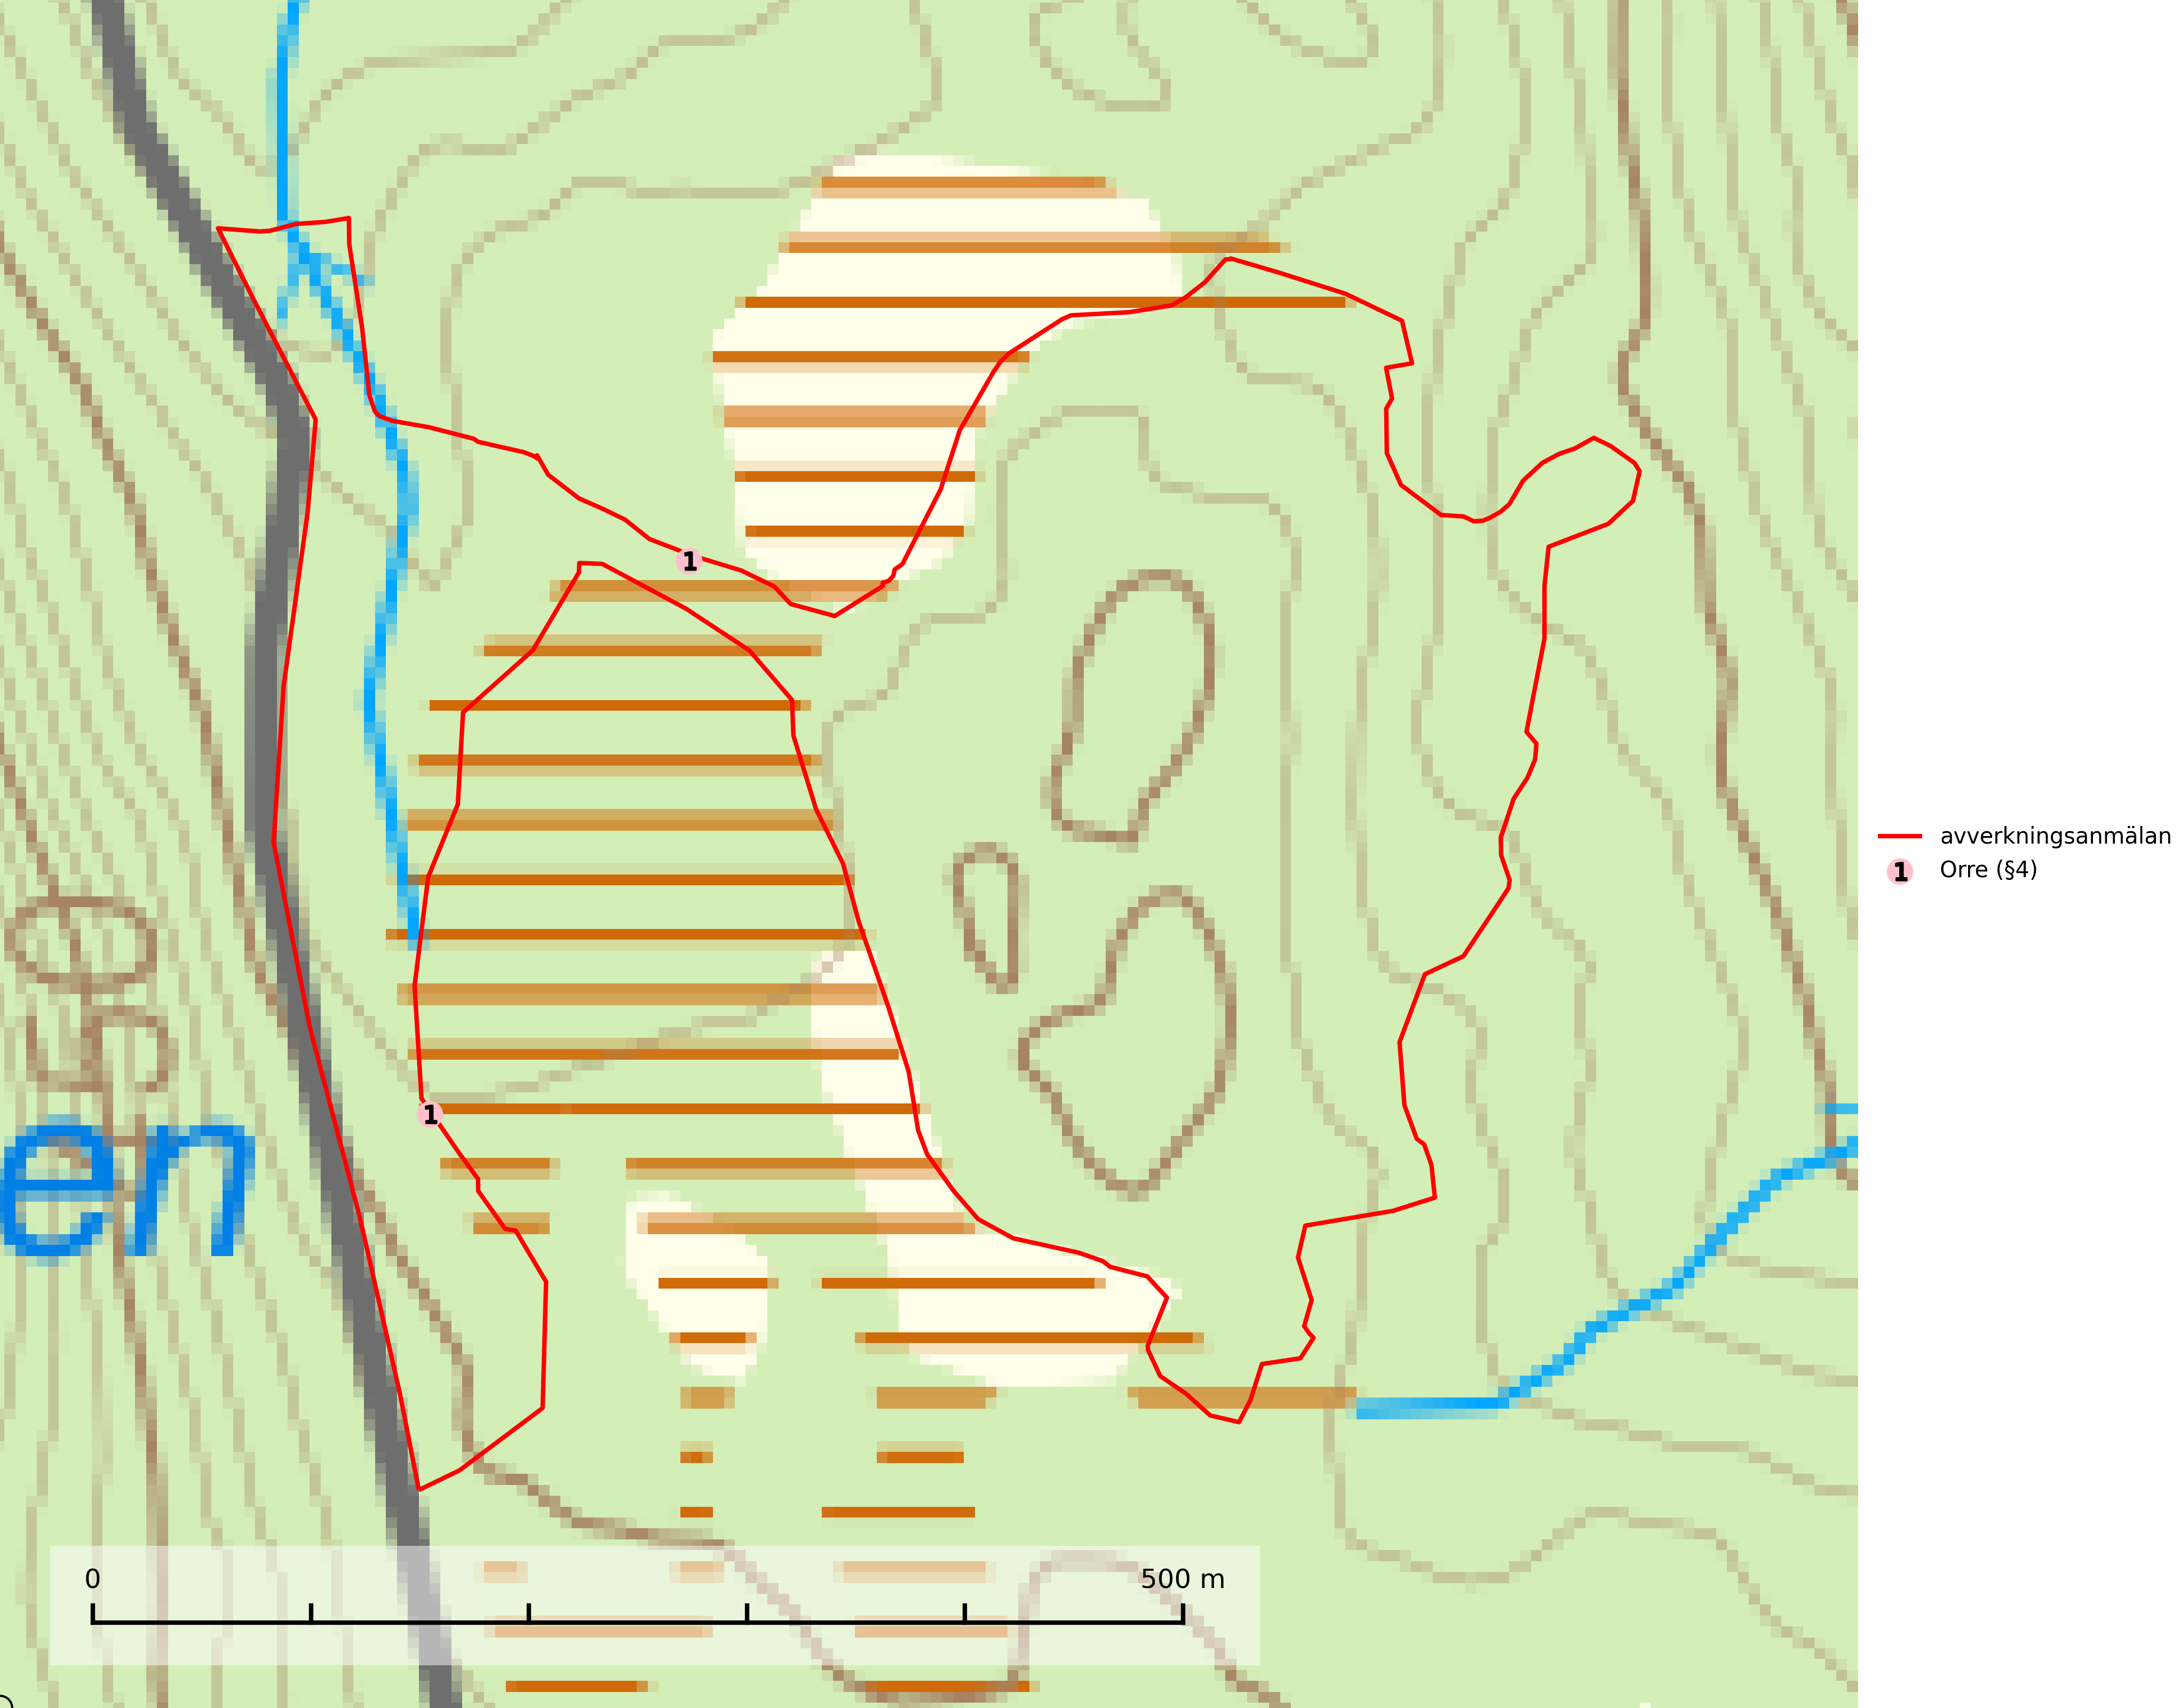 1
1
en
0
500 m
avverkningsanmälan
1 Orre (§4)